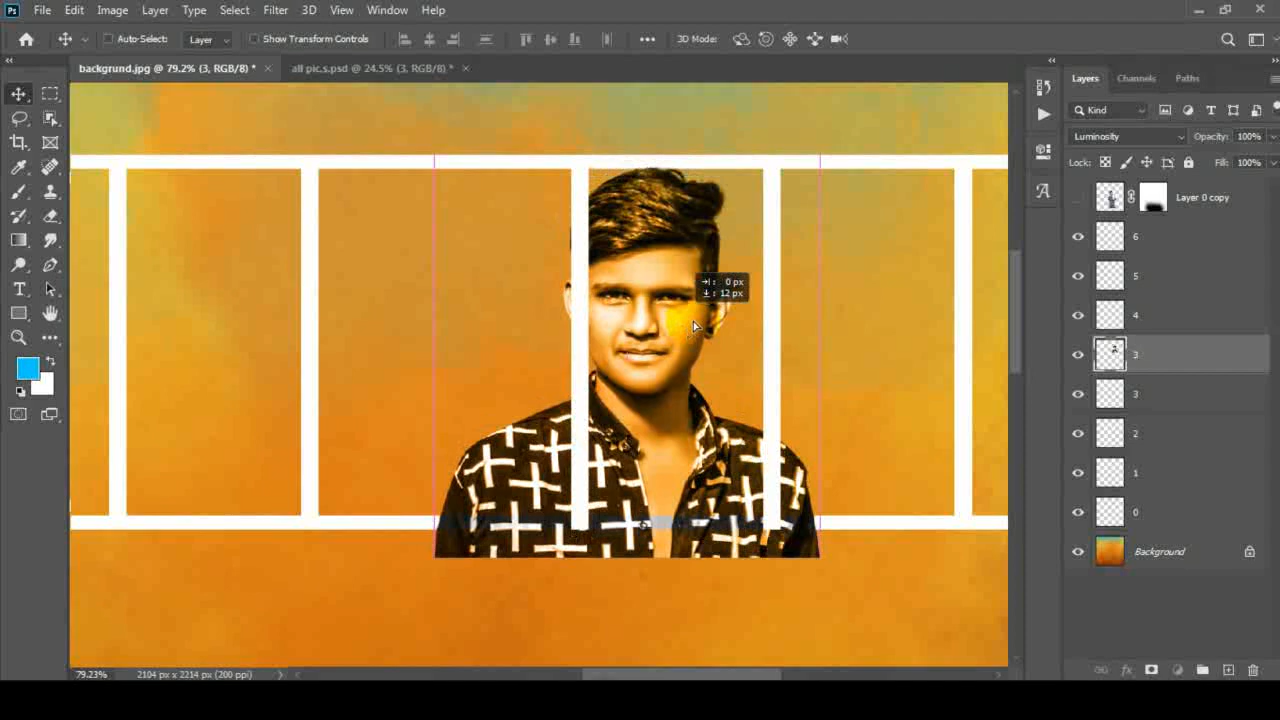 Ps File Edit Image Layer Type Select Filter 3D View Window Help
Auto-Select: Layer Show Transform Controls 3D Mode:
backgrund.jpg @ 79.2% (3, RGB/8) * × all pic.s.psd @ 24.5% (3, RGB/8) * ×
Layers Channels Paths
Kind
Luminosity Opacity: 100%
Lock: Fill: 100%
Layer 0 copy
6
5
4
3
3
2
1
0
Background
0 px
12 px
79.23% 2104 px x 2214 px (200 ppi)